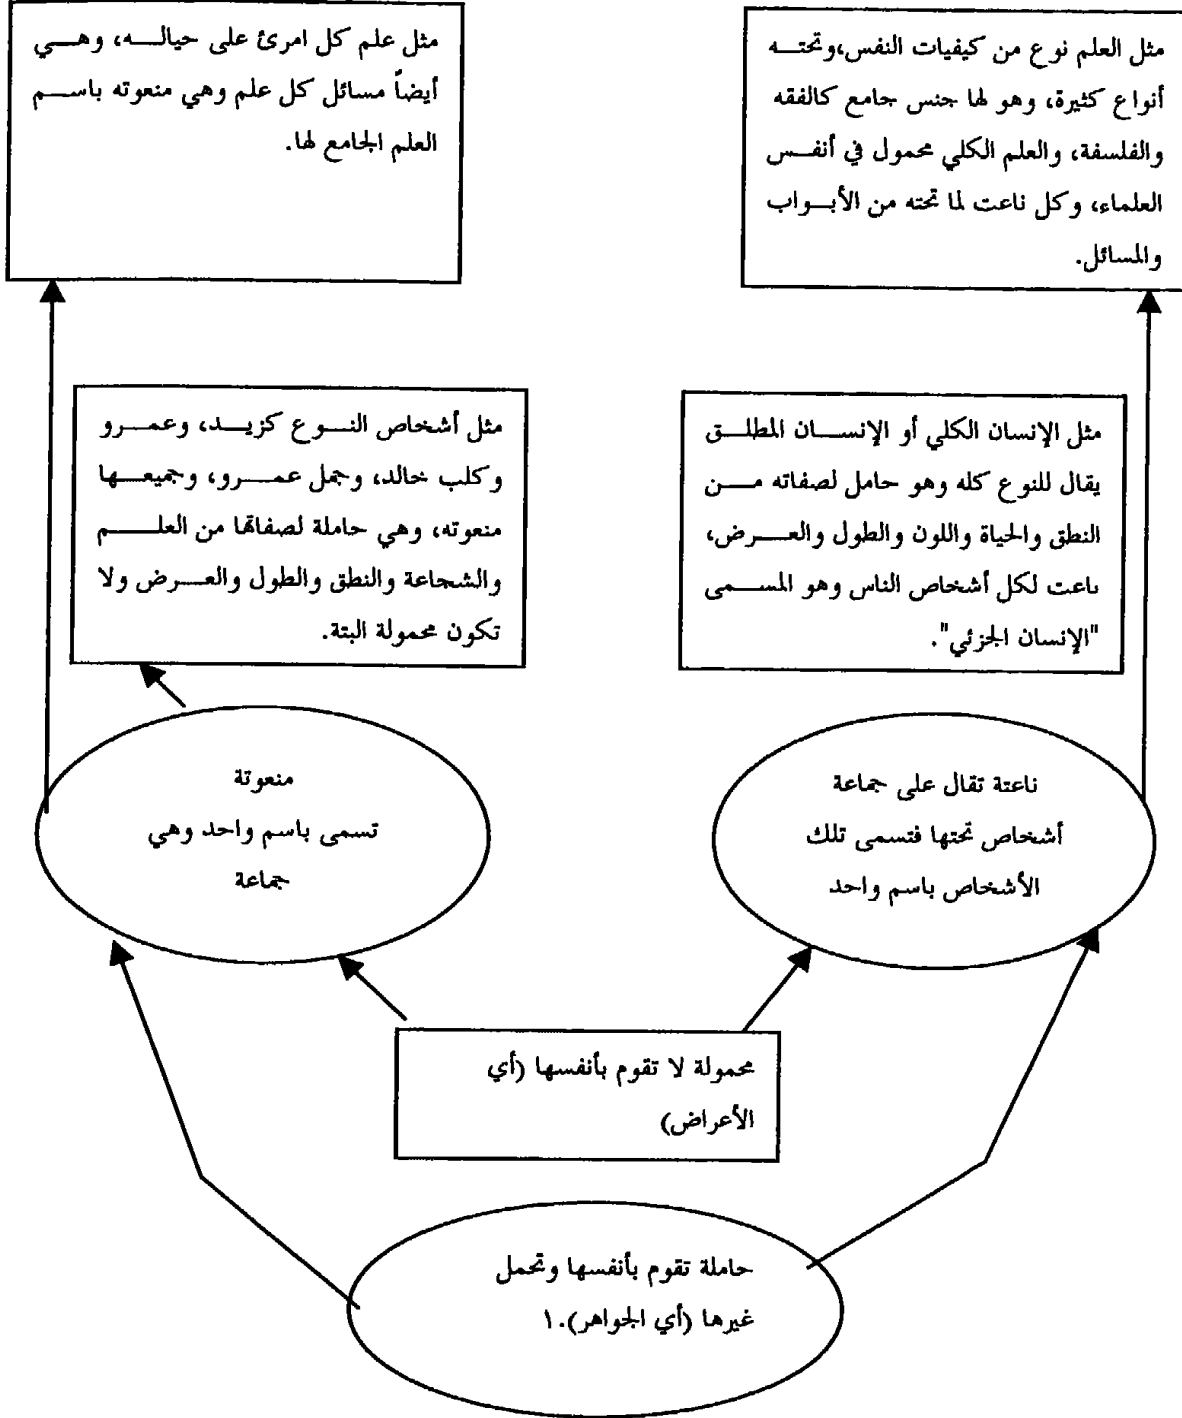 مثل العلم نوع من كيفيات النفس،وتحته
أنواع كثيرة، وهو لها جنس جامع كالفقه
والفلسفة، والعلم الكلي محمول في أنفس
العلماء، وكل ناعت لما تحته من الأبواب
والمسائل.
مثل علم كل امرئ على حياله، وهي
أيضاً مسائل كل علم وهي منعوته باسم
العلم الجامع لها.
مثل الإنسان الكلي أو الإنسان المطلق
يقال للنوع كله وهو حامل لصفاته من
النطق والحياة واللون والطول والعرض،
ناعت لكل أشخاص الناس وهو المسمى
"الإنسان الجزئي".
مثل أشخاص النوع كزيد، وعمرو
وكلب خالد، وجمل عمرو، وجميعها
منعوته، وهي حاملة لصفاتها من العلم
والشجاعة والنطق والطول والعرض ولا
تكون محمولة البتة.
ناعتة تقال على جماعة
أشخاص تحتها فتسمى تلك
الأشخاص باسم واحد
منعوتة
تسمى باسم واحد وهي
جماعة
محمولة لا تقوم بأنفسها (أي
الأعراض)
حاملة تقوم بأنفسها وتحمل
غيرها (أي الجواهر).١